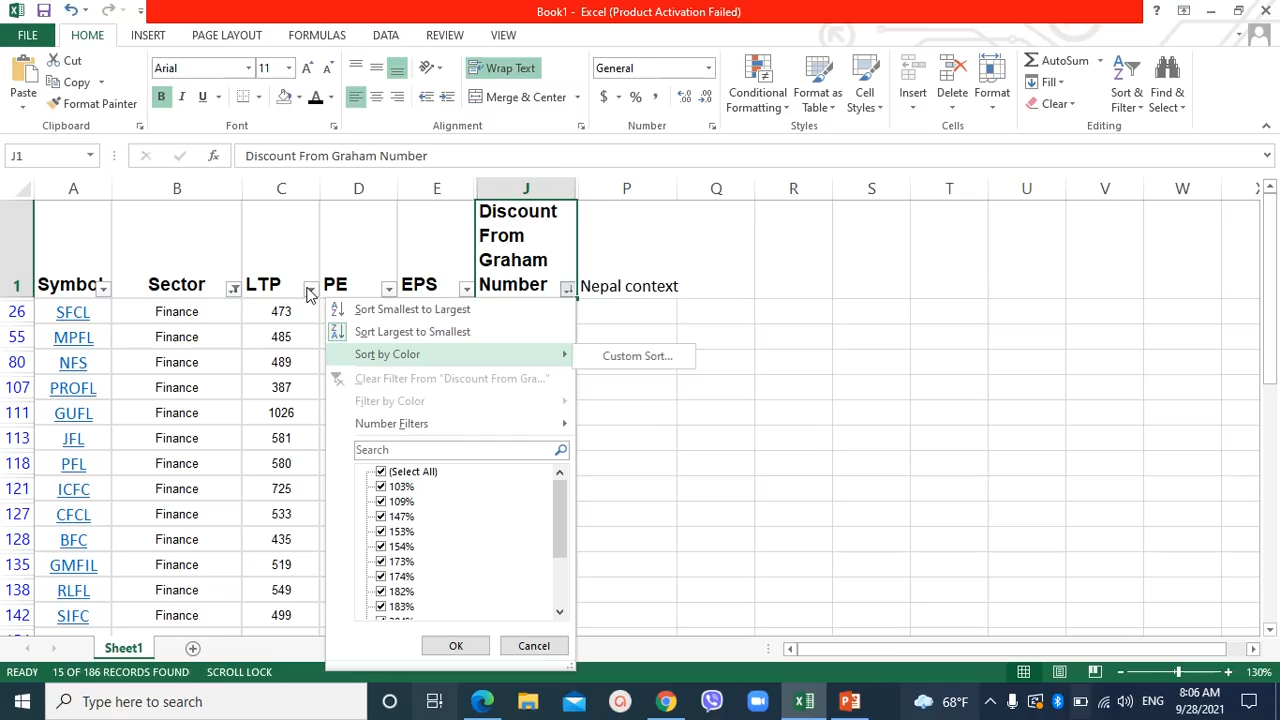 Book1 - Excel (Product Activation Failed)
FILE HOME INSERT PAGE LAYOUT FORMULAS DATA REVIEW VIEW
Paste
Cut
Copy
Format Painter
Clipboard
Arial 11
B I U
Font
Wrap Text
Merge & Center
Alignment
General
$ % ,
Number
Conditional Formatting
Format as Table
Cell Styles
Styles
Insert Delete Format
Cells
AutoSum
Fill
Clear
Sort & Filter
Find & Select
Editing
J1 fx Discount From Graham Number
A B C D E J P Q R S T U V W
1 Symbol Sector LTP PE EPS Discount From Graham Number Nepal context
26 SFCL Finance 473
55 MPFL Finance 485
80 NFS Finance 489
107 PROFL Finance 387
111 GUFL Finance 1026
113 JFL Finance 581
118 PFL Finance 580
121 ICFC Finance 725
127 CFCL Finance 533
128 BFC Finance 435
135 GMFIL Finance 519
138 RLFL Finance 549
142 SIFC Finance 499
Sort Smallest to Largest
Sort Largest to Smallest
Sort by Color
Custom Sort...
Clear Filter From "Discount From Gra..."
Filter by Color
Number Filters
Search
(Select All)
103%
109%
147%
153%
154%
173%
174%
182%
183%
OK Cancel
Sheet1
READY 15 OF 186 RECORDS FOUND SCROLL LOCK 130%
Type here to search
68°F ENG
8:06 AM
9/28/2021